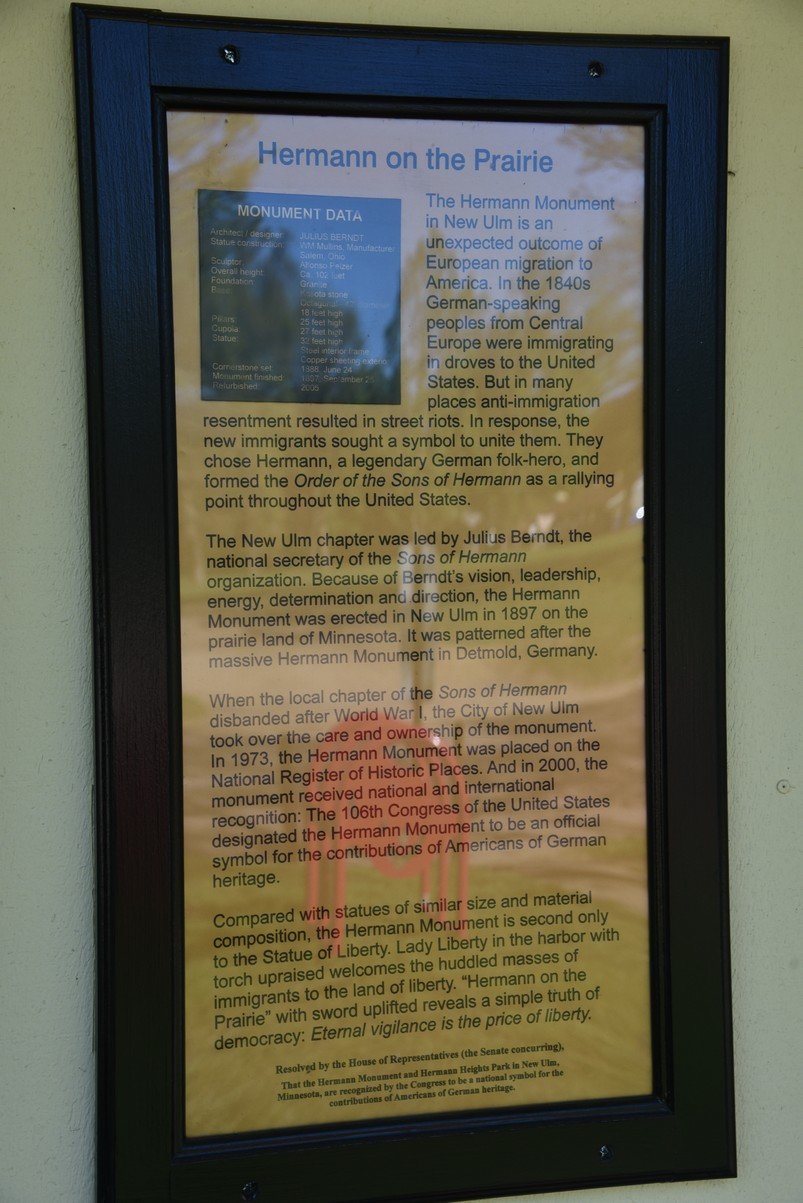 Hermann on the Prairie
MONUMENT DATA
Architect / designer: JULIUS BERNDT
Statue construction: WM Mullins, Manufacturer
Salem, Ohio
Sculptor: Alfonso Pelzer
Overall height: Ca. 102 feet
Foundation: Granite
Base: Kasota stone
18 feet high
Pillars: 25 feet high
Cupola: 27 feet high
Statue: 32 feet high
Steel interior frame
Copper sheeting exterio
Cornerstone set: 1888, June 24
Monument finished: 1897, September 25
Refurbished: 2005
The Hermann Monument
in New Ulm is an
unexpected outcome of
European migration to
America. In the 1840s
German-speaking
peoples from Central
Europe were immigrating
in droves to the United
States. But in many
places anti-immigration
resentment resulted in street riots. In response, the
new immigrants sought a symbol to unite them. They
chose Hermann, a legendary German folk-hero, and
formed the Order of the Sons of Hermann as a rallying
point throughout the United States.
The New Ulm chapter was led by Julius Berndt, the
national secretary of the Sons of Hermann
organization. Because of Berndt's vision, leadership,
energy, determination and direction, the Hermann
Monument was erected in New Ulm in 1897 on the
prairie land of Minnesota. It was patterned after the
massive Hermann Monument in Detmold, Germany.
When the local chapter of the Sons of Hermann
disbanded after World War I, the City of New Ulm
took over the care and ownership of the monument.
In 1973, the Hermann Monument was placed on the
National Register of Historic Places. And in 2000, the
monument received national and international
recognition: The 106th Congress of the United States
designated the Hermann Monument to be an official
symbol for the contributions of Americans of German
heritage.
Compared with statues of similar size and material
composition, the Hermann Monument is second only
to the Statue of Liberty. Lady Liberty in the harbor with
torch upraised welcomes the huddled masses of
immigrants to the land of liberty. "Hermann on the
Prairie" with sword uplifted reveals a simple truth of
democracy: Eternal vigilance is the price of liberty.
Resolved by the House of Representatives (the Senate concurring),
That the Hermann Monument and Hermann Heights Park in New Ulm,
Minnesota, are recognized by the Congress to be a national symbol for the
contributions of Americans of German heritage.